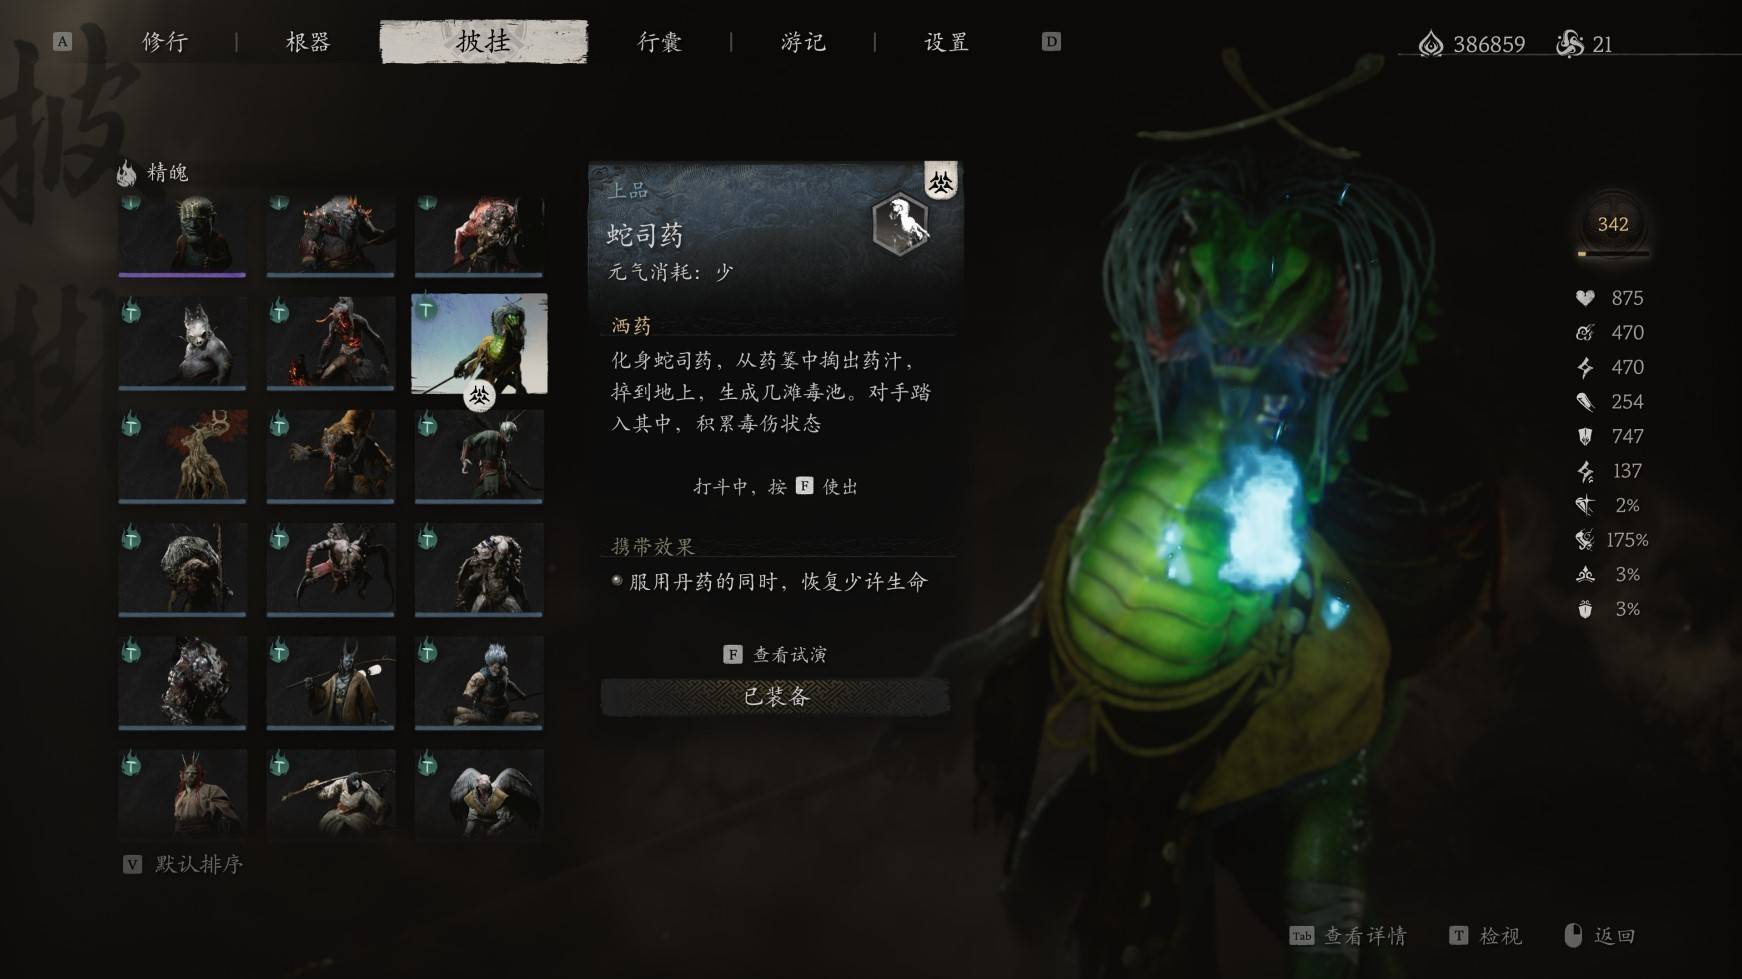 A 修行 | 根器 披挂 行囊 | 游记 | 设置 D
386859 21
披
挂
精魄
上品
蛇司药
元气消耗：少
洒药
化身蛇司药，从药篓中掏出药汁，
捽到地上，生成几滩毒池。对手踏
入其中，积累毒伤状态
打斗中，按 F 使出
携带效果
服用丹药的同时，恢复少许生命
F 查看试演
已装备
342
875
470
470
254
747
137
2%
175%
3%
3%
V 默认排序
Tab 查看详情 T 检视 返回